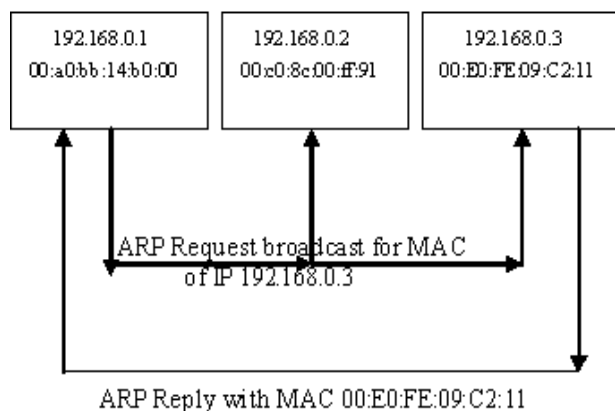 192.168.0.1
00:a0:bb:14:b0:00
192.168.0.2
00:c0:8c:00:ff:91
192.168.0.3
00:E0:FE:09:C2:11
ARP Request broadcast for MAC
of IP 192.168.0.3
ARP Reply with MAC 00:E0:FE:09:C2:11